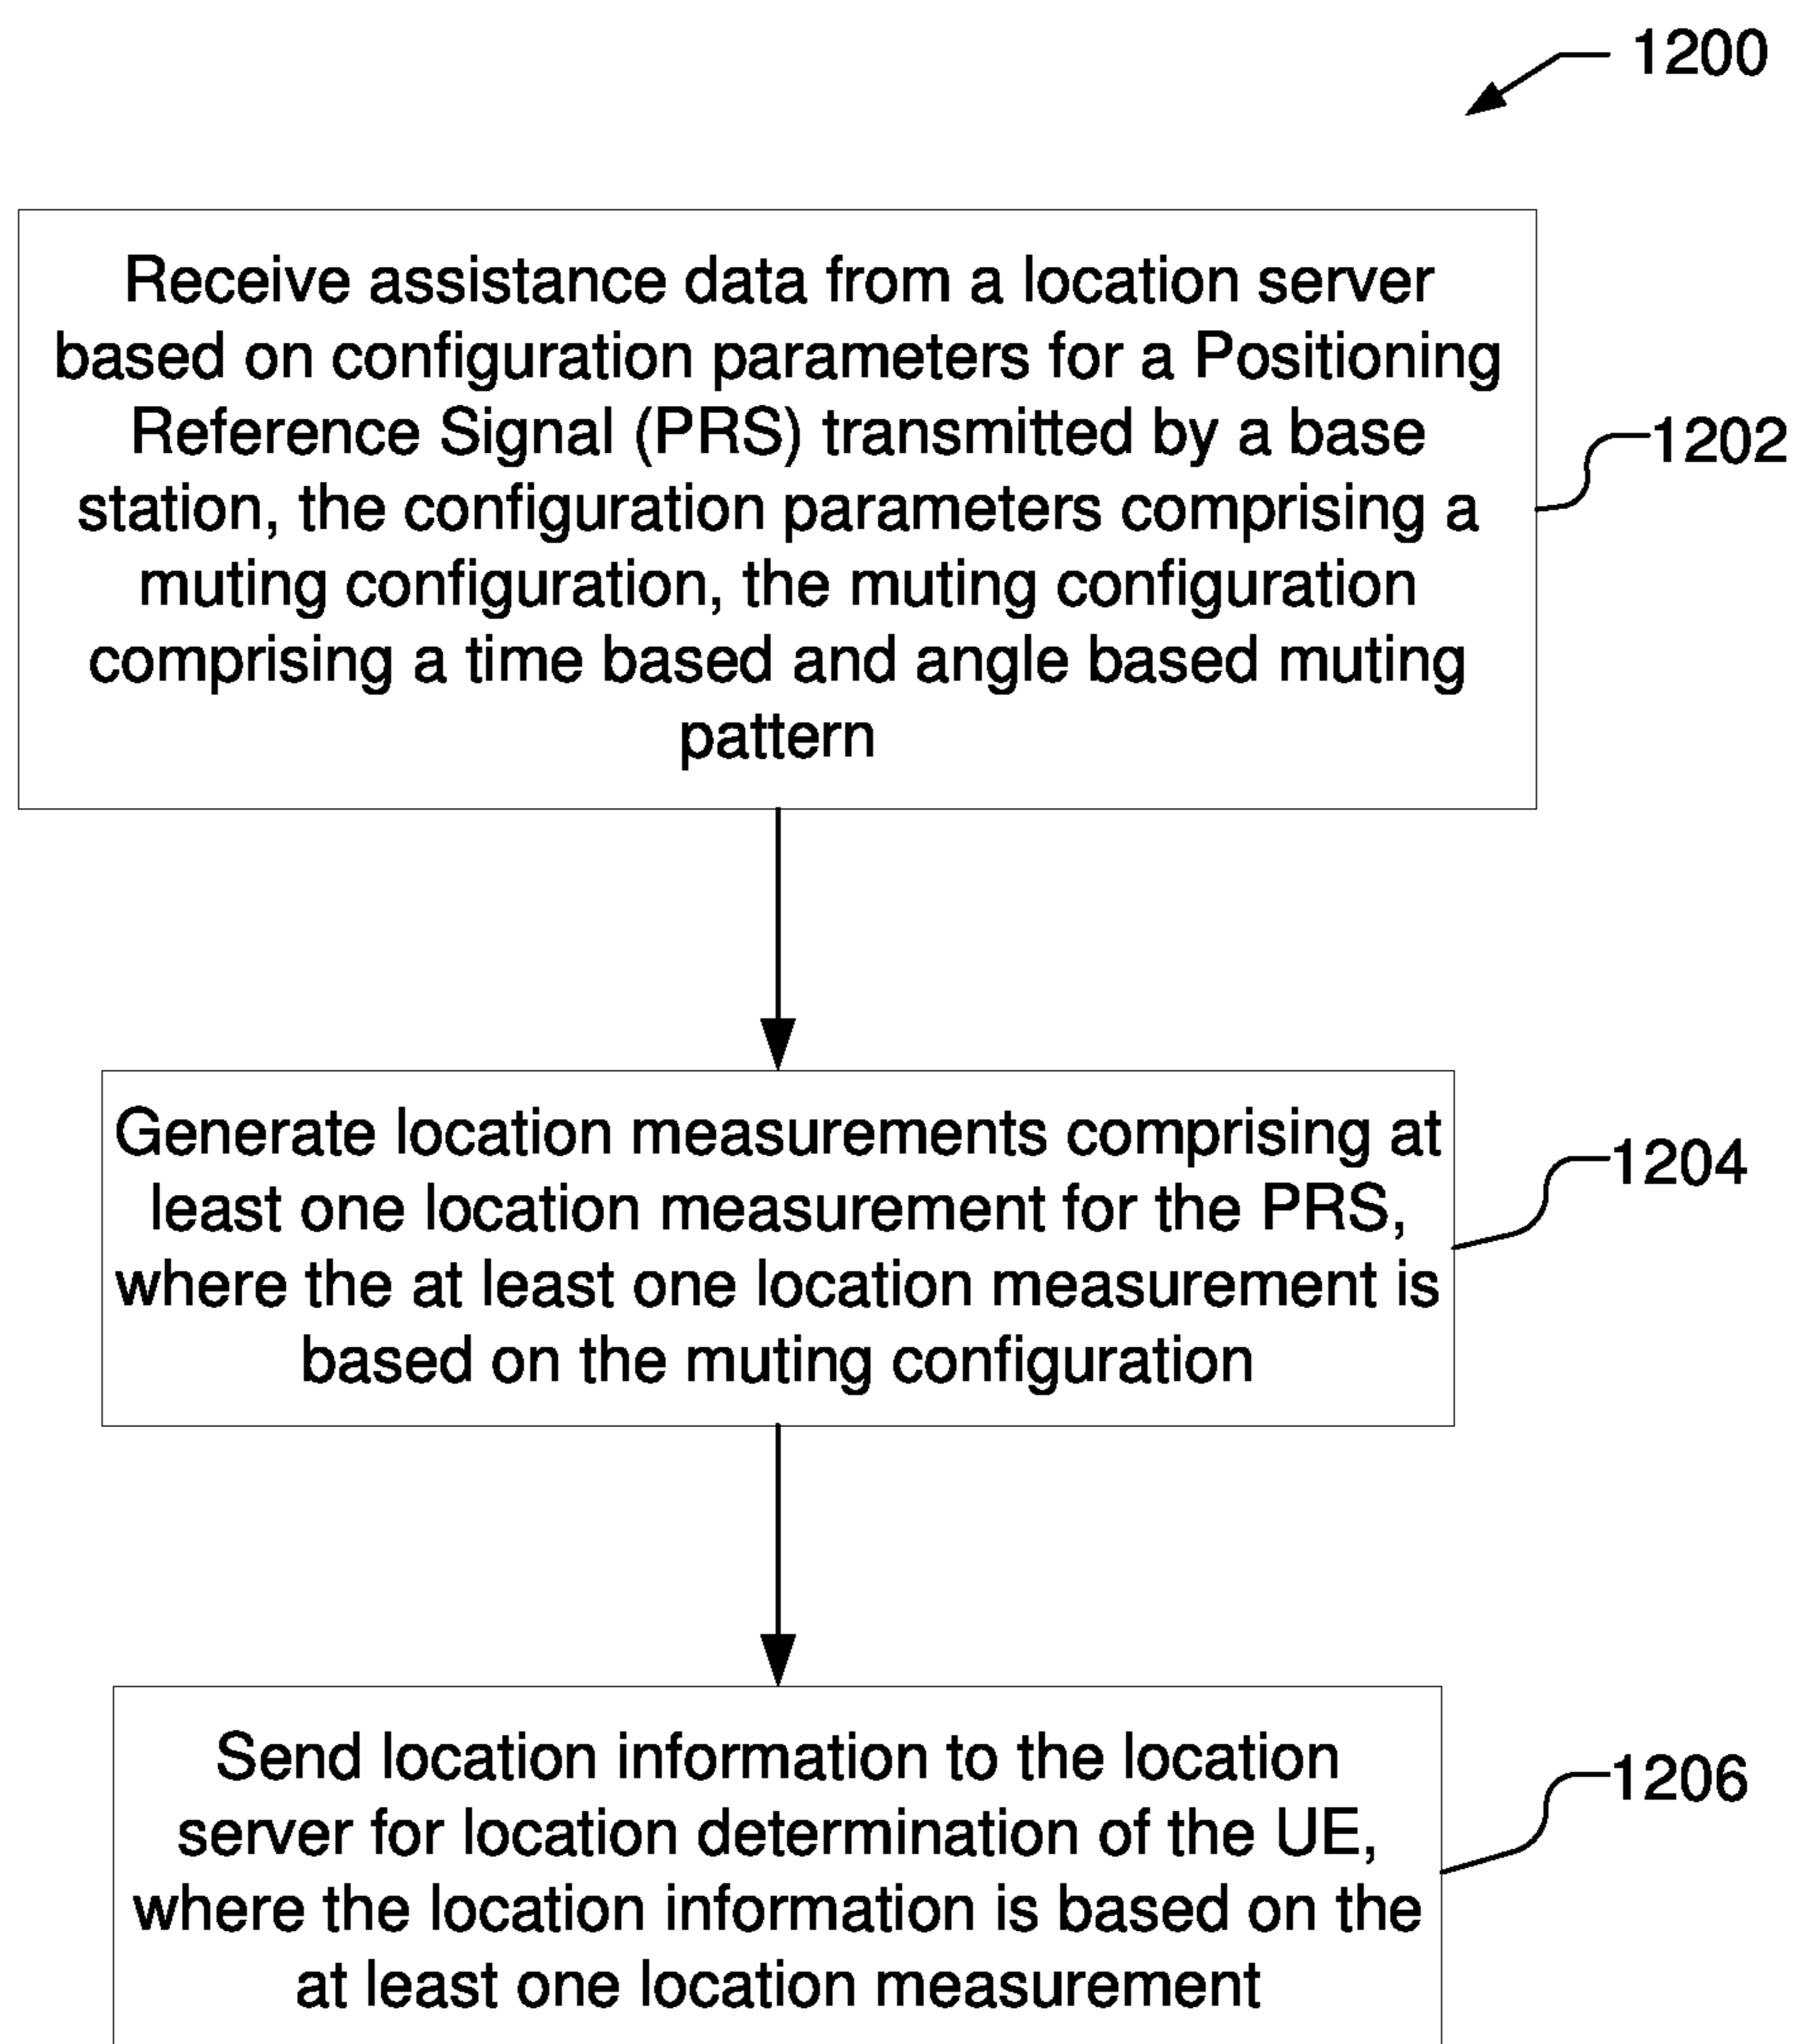 1200
Receive assistance data from a location server
based on configuration parameters for a Positioning
Reference Signal (PRS) transmitted by a base
station, the configuration parameters comprising a
muting configuration, the muting configuration
comprising a time based and angle based muting
pattern
1202
Generate location measurements comprising at
least one location measurement for the PRS,
where the at least one location measurement is
based on the muting configuration
1204
Send location information to the location
server for location determination of the UE,
where the location information is based on the
at least one location measurement
1206